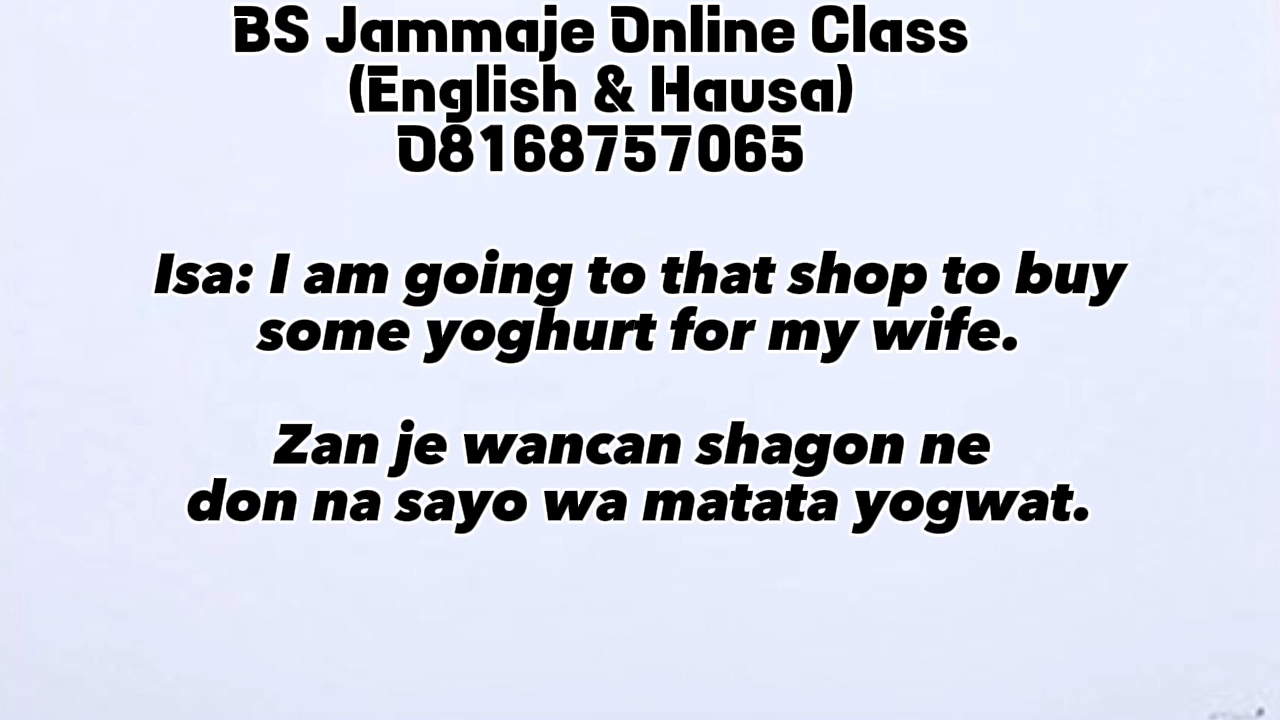 BS Jammaje Online Class
(English & Hausa)
08168757065
Isa: I am going to that shop to buy
some yoghurt for my wife.
Zan je wancan shagon ne
don na sayo wa matata yogwat.